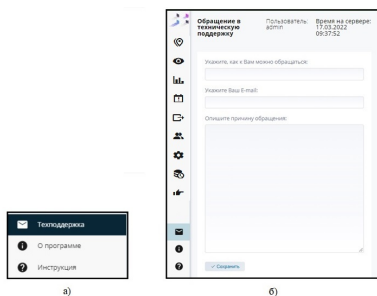 Обращение в
техническую
поддержку
Пользователь:
admin
Время на сервере:
17.03.2022
09:37:52
Укажите, как к Вам можно обращаться:
Укажите Ваш E-mail:
Опишите причину обращения:
Сохранить
Техподдержка
О программе
Инструкция
а)
б)